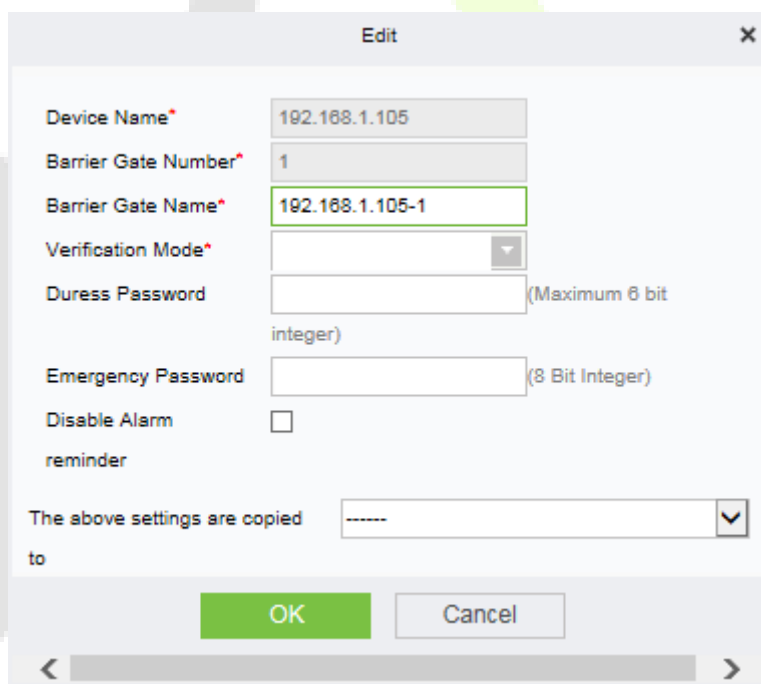 Edit
Device Name* 192.168.1.105
Barrier Gate Number* 1
Barrier Gate Name* 192.168.1.105-1
Verification Mode*
Duress Password (Maximum 6 bit
integer)
Emergency Password (8 Bit Integer)
Disable Alarm
reminder
The above settings are copied ------
to
OK Cancel